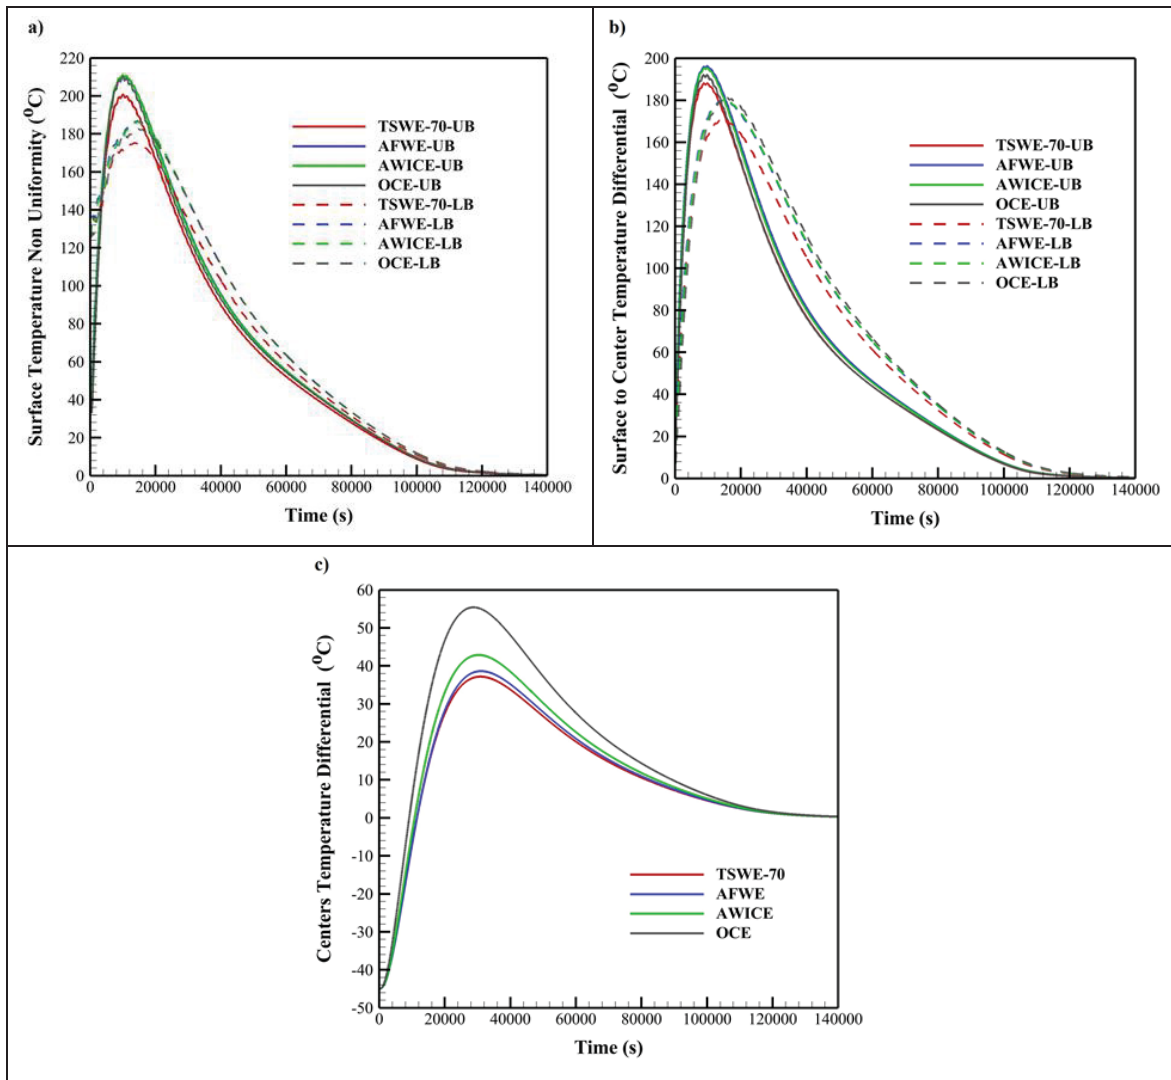 a)
Surface Temperature Non Uniformity (⁰C)
220
200
180
160
140
120
100
80
60
40
20
0
0 20000 40000 60000 80000 100000 120000 140000
Time (s)
TSWE-70-UB
AFWE-UB
AWICE-UB
OCE-UB
TSWE-70-LB
AFWE-LB
AWICE-LB
OCE-LB
b)
Surface to Center Temperature Differential (⁰C)
200
180
160
140
120
100
80
60
40
20
0
0 20000 40000 60000 80000 100000 120000 140000
Time (s)
TSWE-70-UB
AFWE-UB
AWICE-UB
OCE-UB
TSWE-70-LB
AFWE-LB
AWICE-LB
OCE-LB
c)
Centers Temperature Differential (⁰C)
60
50
40
30
20
10
0
-10
-20
-30
-40
-50
0 20000 40000 60000 80000 100000 120000 140000
Time (s)
TSWE-70
AFWE
AWICE
OCE